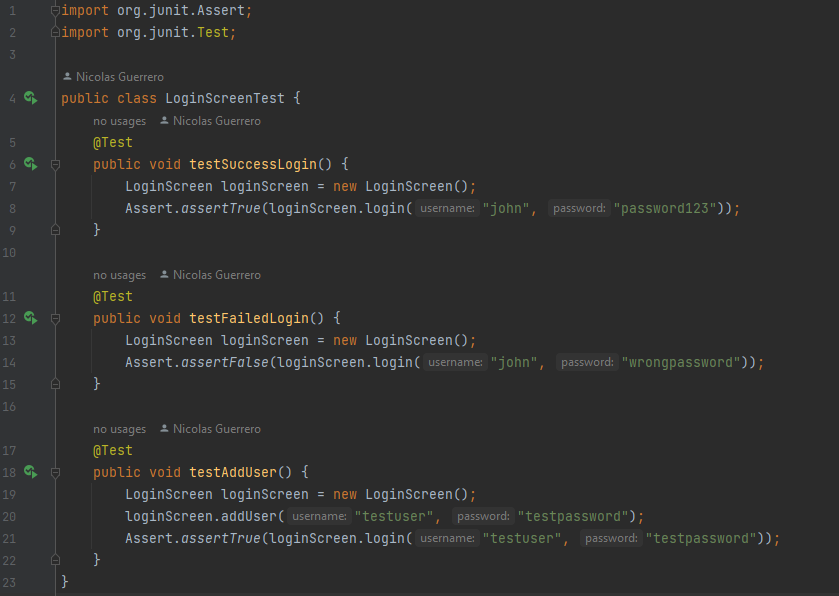 1 import org.junit.Assert;
2 import org.junit.Test;
3
Nicolas Guerrero
4 public class LoginScreenTest {
no usages Nicolas Guerrero
5 @Test
6 public void testSuccessLogin() {
7 LoginScreen loginScreen = new LoginScreen();
8 Assert.assertTrue(loginScreen.login( username: "john", password: "password123"));
9 }
10
no usages Nicolas Guerrero
11 @Test
12 public void testFailedLogin() {
13 LoginScreen loginScreen = new LoginScreen();
14 Assert.assertFalse(loginScreen.login( username: "john", password: "wrongpassword"));
15 }
16
no usages Nicolas Guerrero
17 @Test
18 public void testAddUser() {
19 LoginScreen loginScreen = new LoginScreen();
20 loginScreen.addUser( username: "testuser", password: "testpassword");
21 Assert.assertTrue(loginScreen.login( username: "testuser", password: "testpassword"));
22 }
23 }